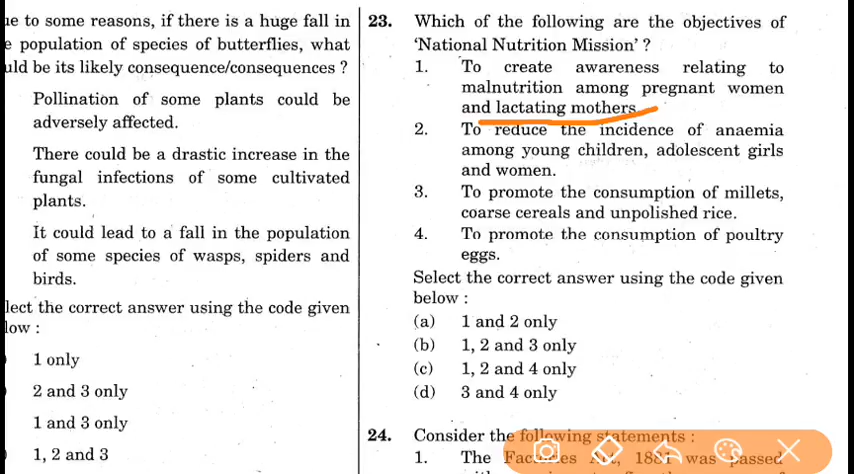 ue to some reasons, if there is a huge fall in
e population of species of butterflies, what
uld be its likely consequence/consequences ?
Pollination of some plants could be
adversely affected.
There could be a drastic increase in the
fungal infections of some cultivated
plants.
It could lead to a fall in the population
of some species of wasps, spiders and
birds.
lect the correct answer using the code given
low :
1 only
2 and 3 only
1 and 3 only
1, 2 and 3
23. Which of the following are the objectives of
‘National Nutrition Mission’ ?
1. To create awareness relating to
malnutrition among pregnant women
and lactating mothers.
2. To reduce the incidence of anaemia
among young children, adolescent girls
and women.
3. To promote the consumption of millets,
coarse cereals and unpolished rice.
4. To promote the consumption of poultry
eggs.
Select the correct answer using the code given
below :
(a) 1 and 2 only
(b) 1, 2 and 3 only
(c) 1, 2 and 4 only
(d) 3 and 4 only
24. Consider the following statements :
1. The Factories Act, 1881 was passed